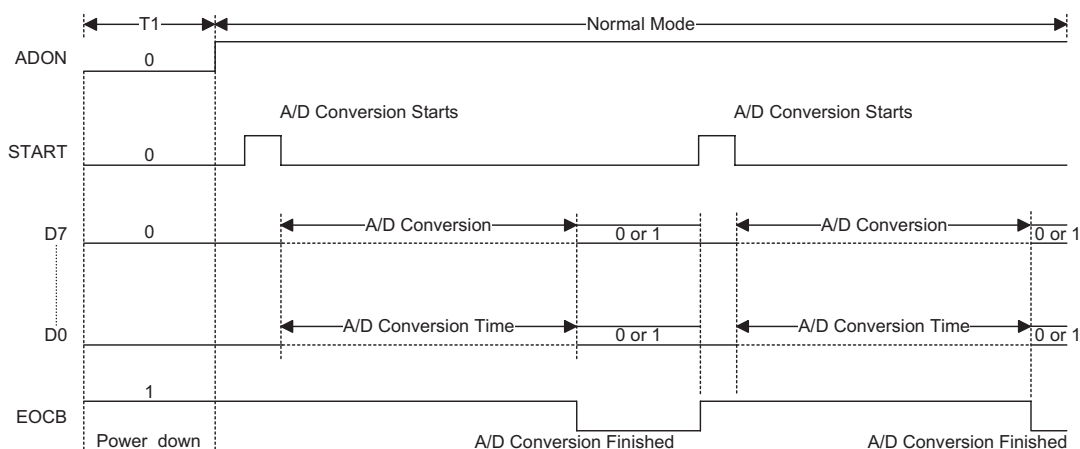 T1 Normal Mode
ADON 0
A/D Conversion Starts A/D Conversion Starts
START 0
D7 0 A/D Conversion 0 or 1 A/D Conversion 0 or 1
D0 A/D Conversion Time 0 or 1 A/D Conversion Time 0 or 1
EOCB 1
Power down A/D Conversion Finished A/D Conversion Finished